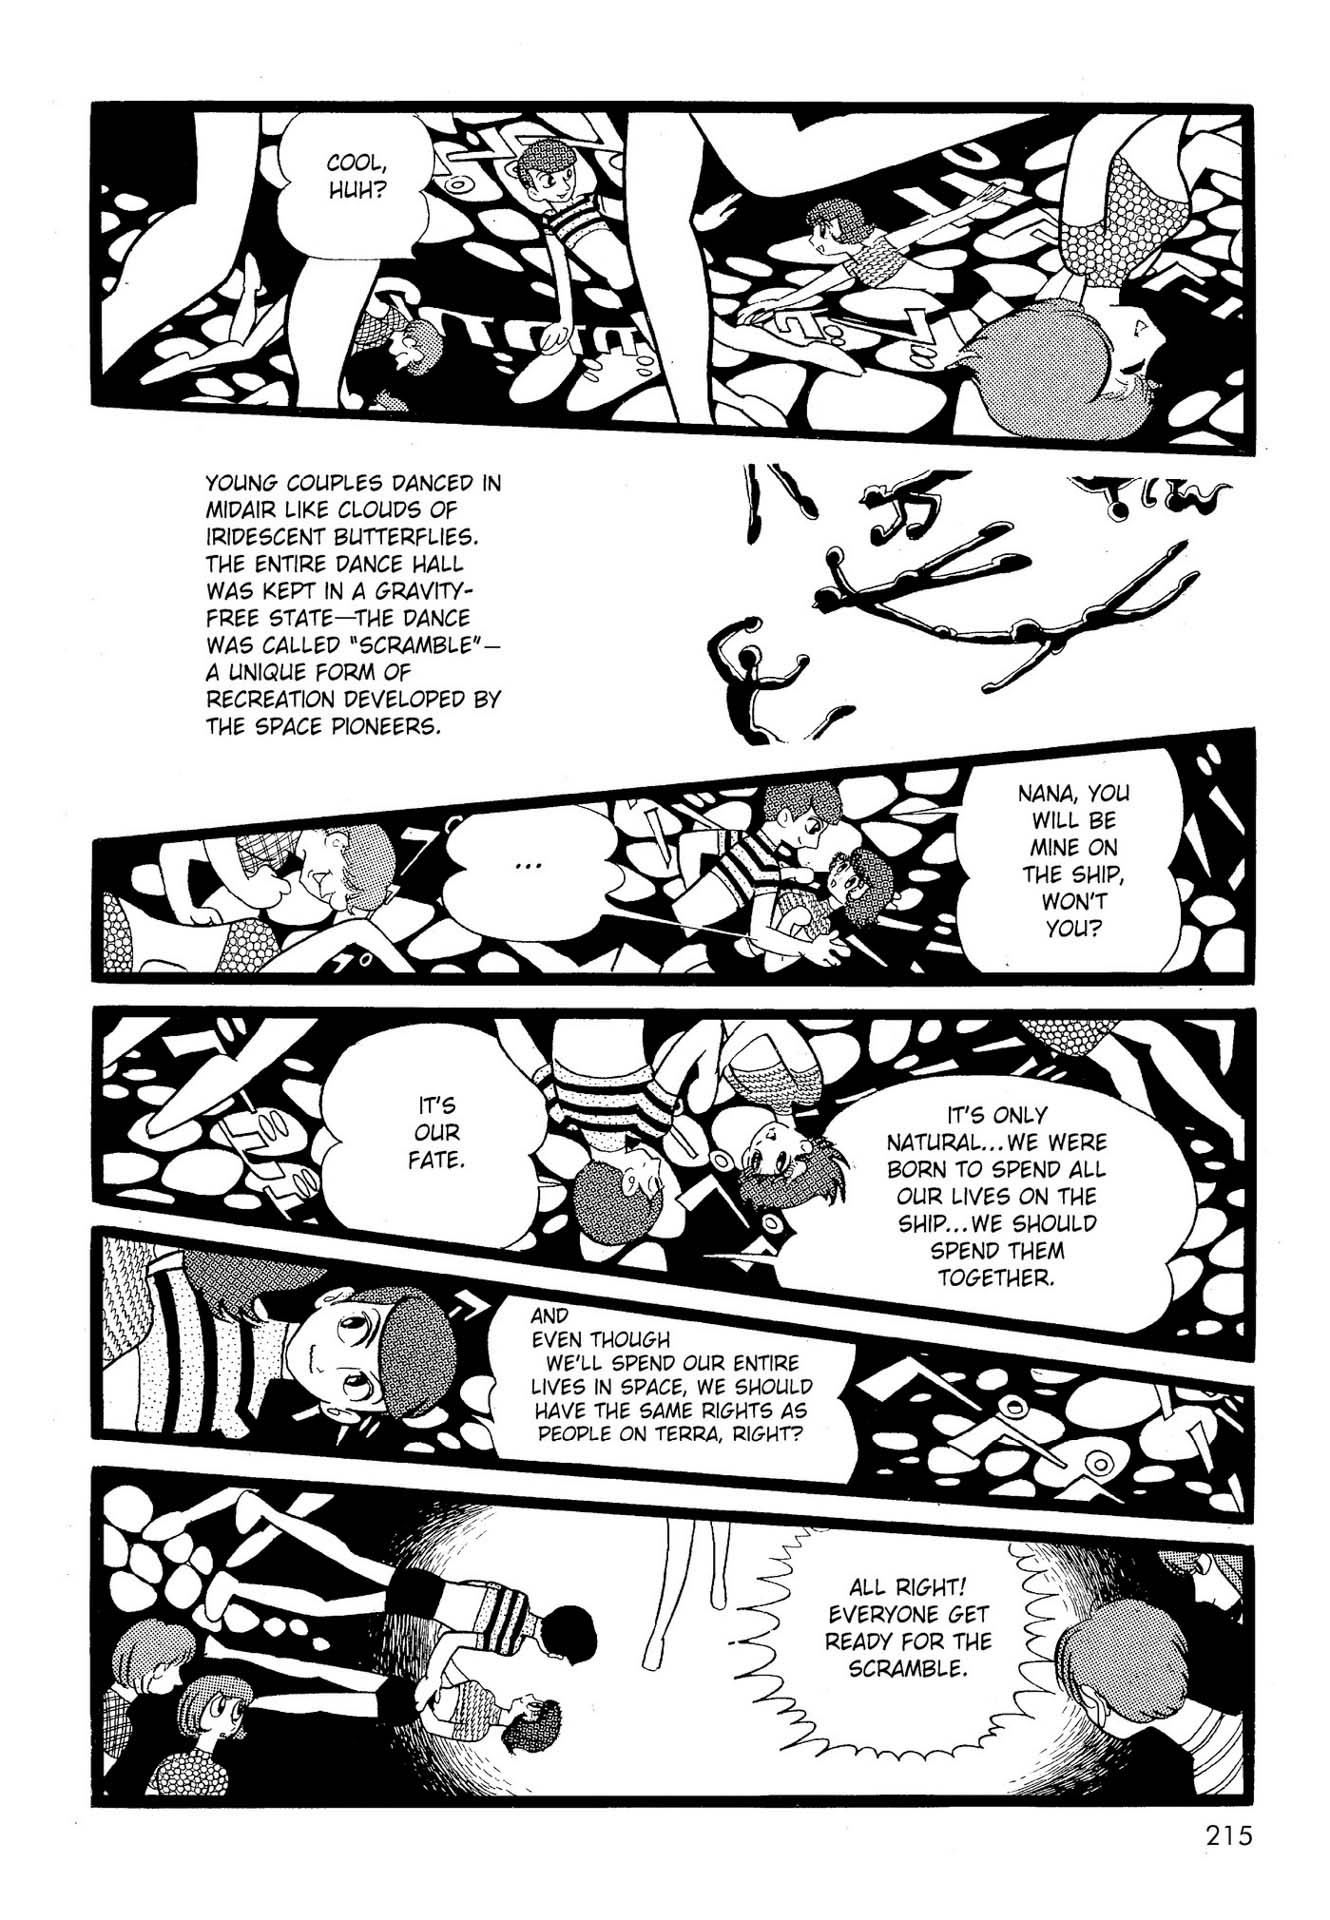 COOL,
HUH?
YOUNG COUPLES DANCED IN
MIDAIR LIKE CLOUDS OF
IRIDESCENT BUTTERFLIES.
THE ENTIRE DANCE HALL
WAS KEPT IN A GRAVITY-
FREE STATE—THE DANCE
WAS CALLED "SCRAMBLE"—
A UNIQUE FORM OF
RECREATION DEVELOPED BY
THE SPACE PIONEERS.
NANA, YOU
WILL BE
MINE ON
THE SHIP,
WON'T
YOU?
...
IT'S ONLY
NATURAL...WE WERE
BORN TO SPEND ALL
OUR LIVES ON THE
SHIP...WE SHOULD
SPEND THEM
TOGETHER.
IT'S
OUR
FATE.
AND
EVEN THOUGH
WE'LL SPEND OUR ENTIRE
LIVES IN SPACE, WE SHOULD
HAVE THE SAME RIGHTS AS
PEOPLE ON TERRA, RIGHT?
ALL RIGHT!
EVERYONE GET
READY FOR THE
SCRAMBLE.
215